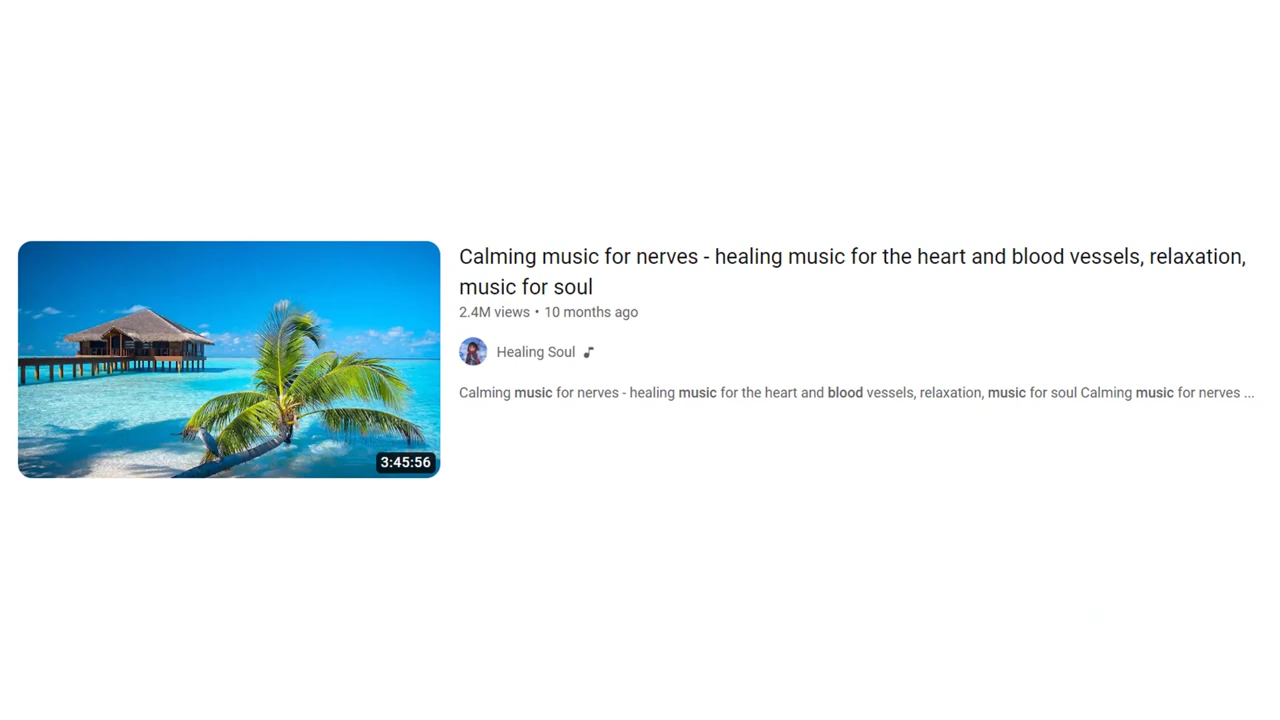 Calming music for nerves - healing music for the heart and blood vessels, relaxation,
music for soul
2.4M views • 10 months ago
Healing Soul
Calming music for nerves - healing music for the heart and blood vessels, relaxation, music for soul Calming music for nerves ...
3:45:56